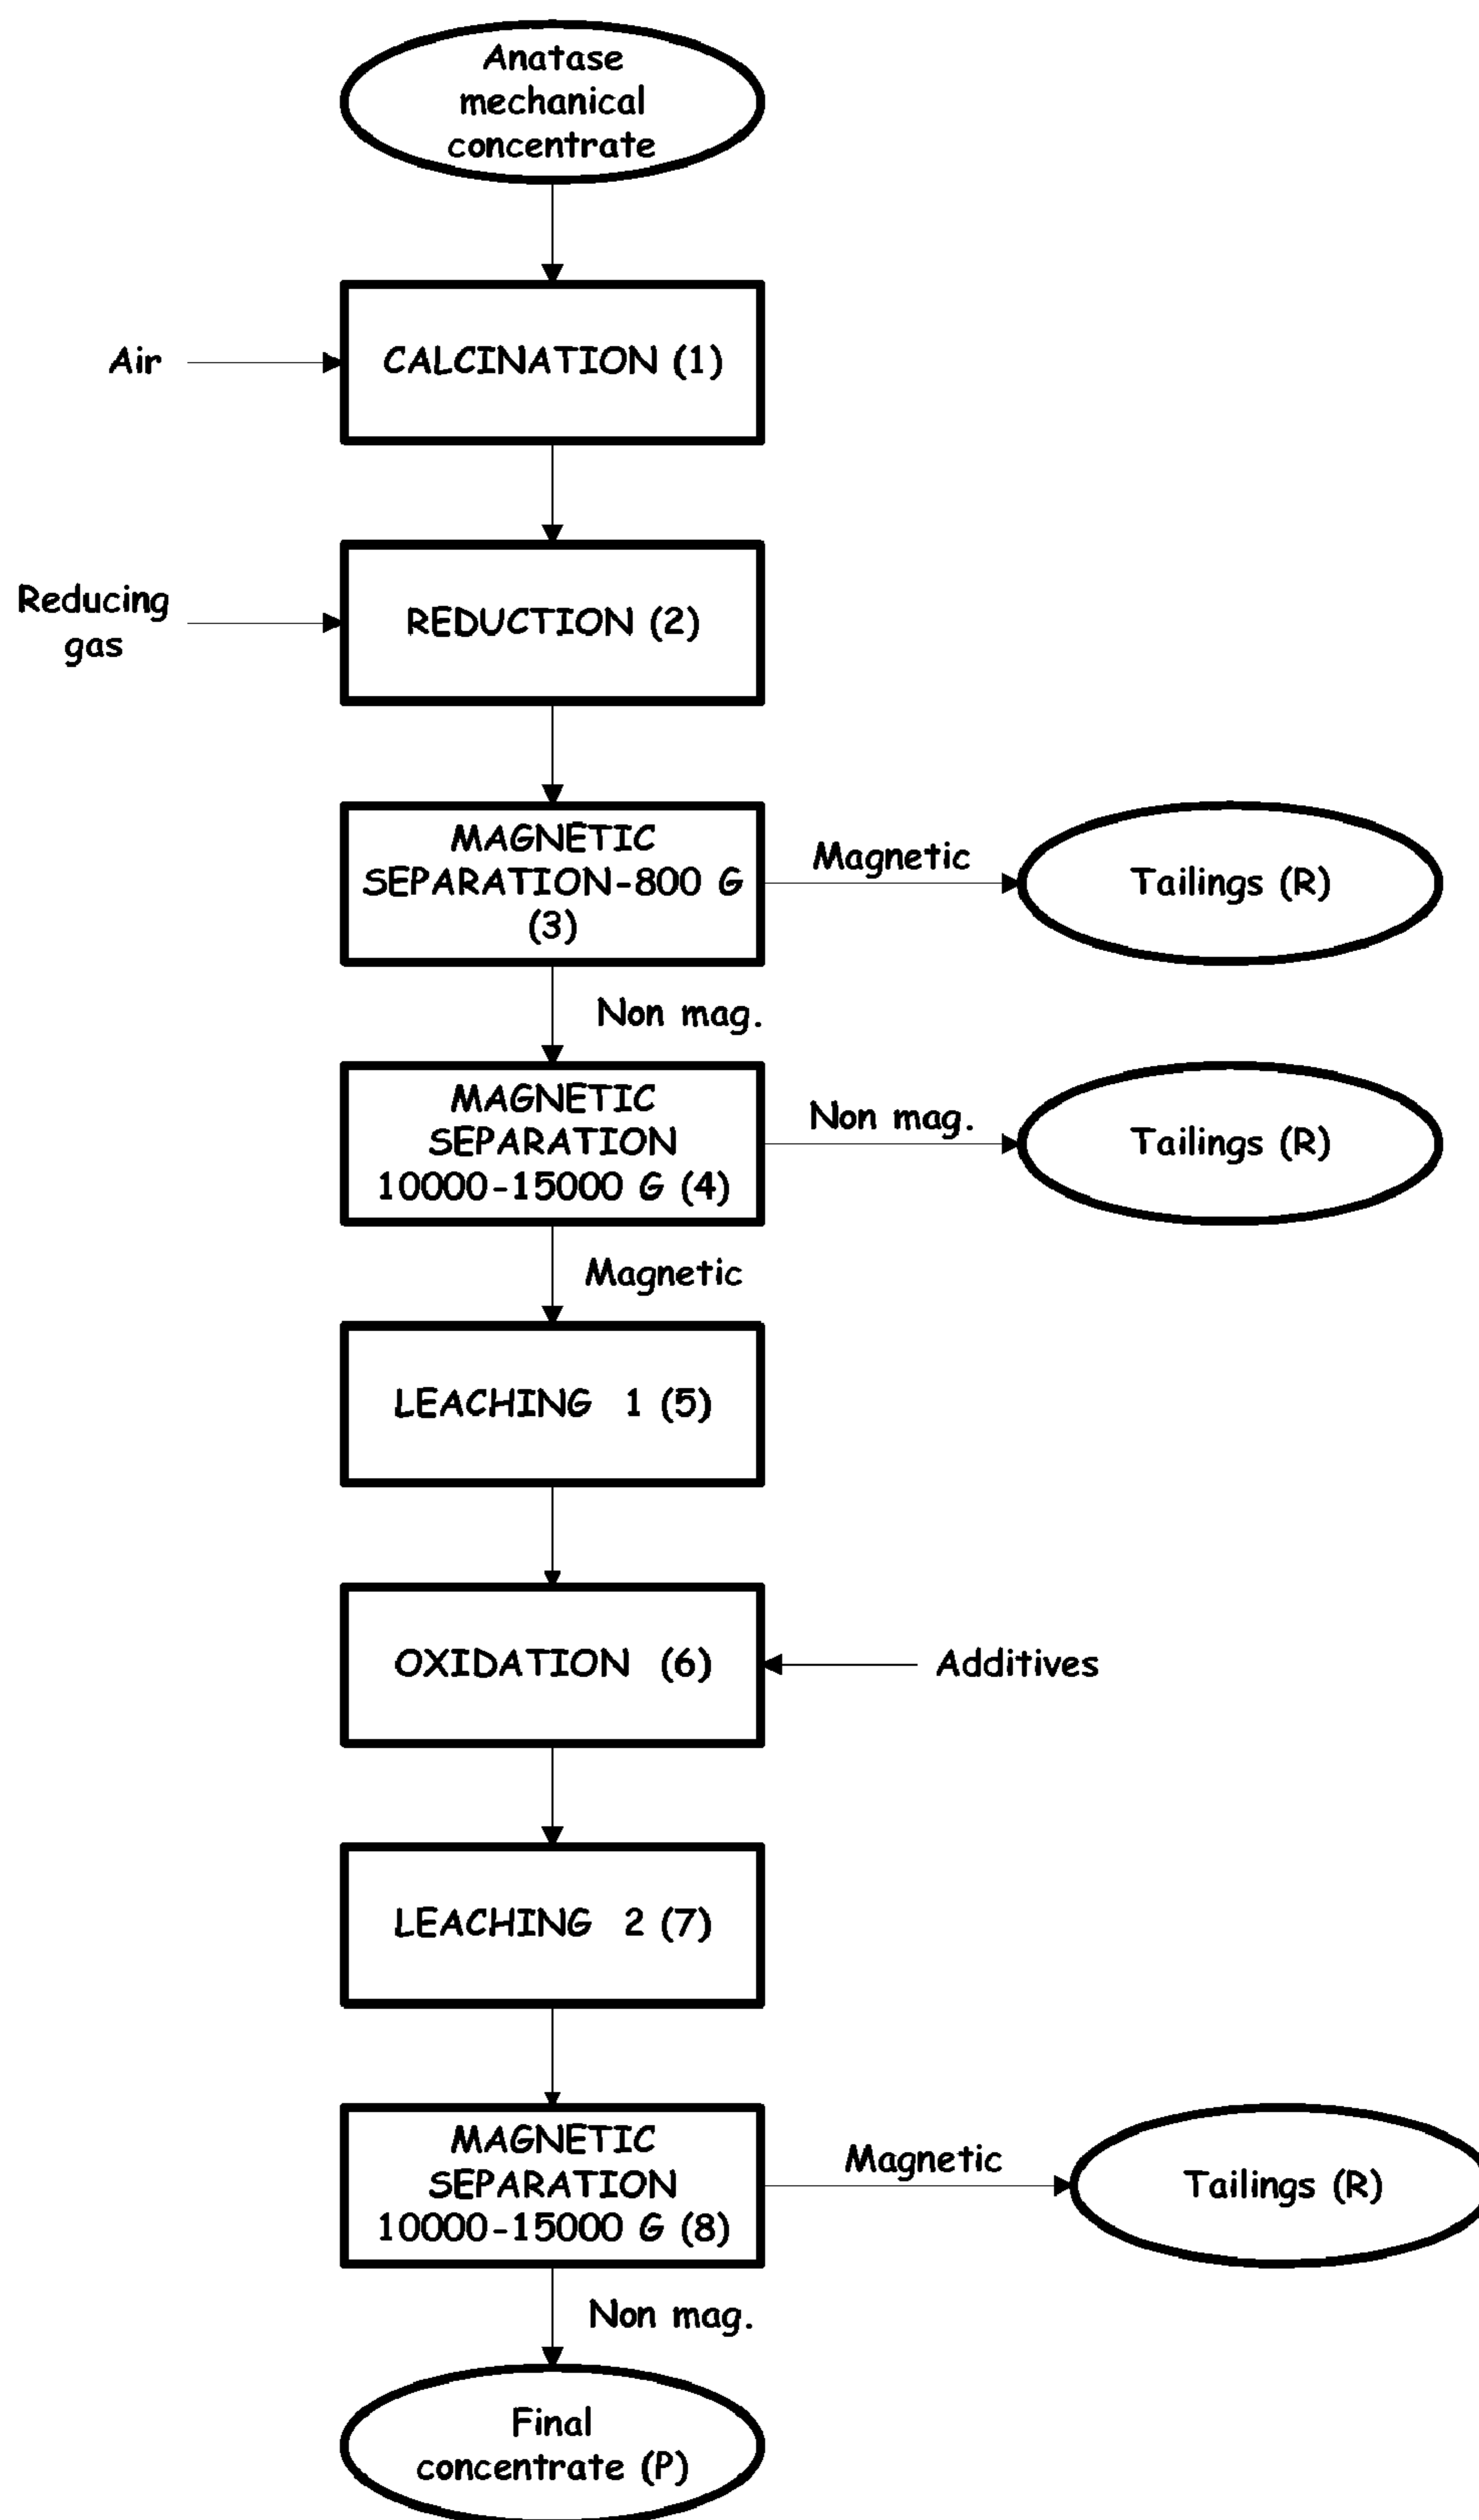 Anatase
mechanical
concentrate
Air
CALCINATION (1)
Reducing
gas
REDUCTION (2)
MAGNETIC
SEPARATION-800 G
(3)
Magnetic
Tailings (R)
Non mag.
MAGNETIC
SEPARATION
10000-15000 G (4)
Non mag.
Tailings (R)
Magnetic
LEACHING 1 (5)
OXIDATION (6)
Additives
LEACHING 2 (7)
MAGNETIC
SEPARATION
10000-15000 G (8)
Magnetic
Tailings (R)
Non mag.
Final
concentrate (P)